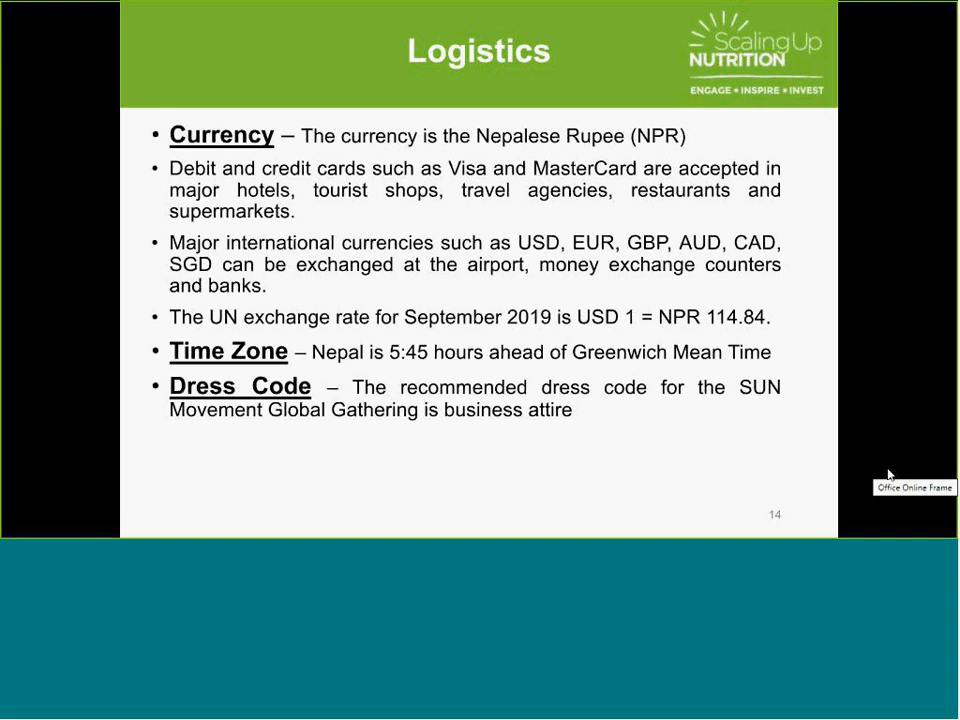 Logistics
Scaling Up
NUTRITION
ENGAGE • INSPIRE • INVEST
• Currency – The currency is the Nepalese Rupee (NPR)
• Debit and credit cards such as Visa and MasterCard are accepted in
major hotels, tourist shops, travel agencies, restaurants and
supermarkets.
• Major international currencies such as USD, EUR, GBP, AUD, CAD,
SGD can be exchanged at the airport, money exchange counters
and banks.
• The UN exchange rate for September 2019 is USD 1 = NPR 114.84.
• Time Zone – Nepal is 5:45 hours ahead of Greenwich Mean Time
• Dress Code – The recommended dress code for the SUN
Movement Global Gathering is business attire
Office Online Frame
14